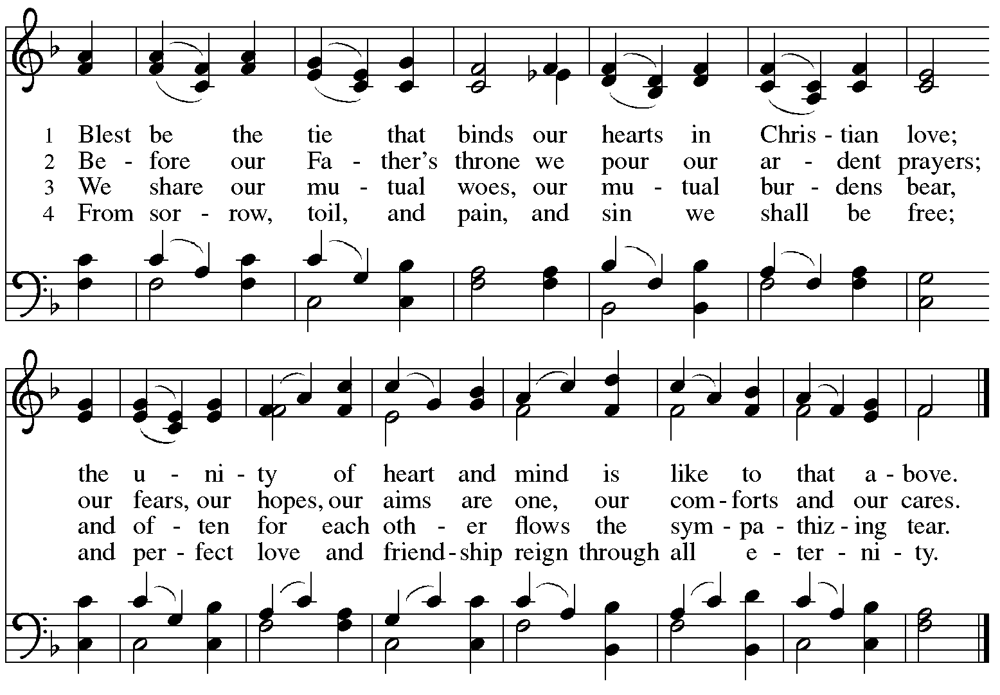 1 Blest be the tie that binds our hearts in Chris - tian love;
2 Be - fore our Fa - ther's throne we pour our ar - dent prayers;
3 We share our mu - tual woes, our mu - tual bur - dens bear,
4 From sor - row, toil, and pain, and sin we shall be free;
the u - ni - ty of heart and mind is like to that a - bove.
our fears, our hopes, our aims are one, our com - forts and our cares.
and of - ten for each oth - er flows the sym - pa - thiz - ing tear.
and per - fect love and friend - ship reign through all e - ter - ni - ty.